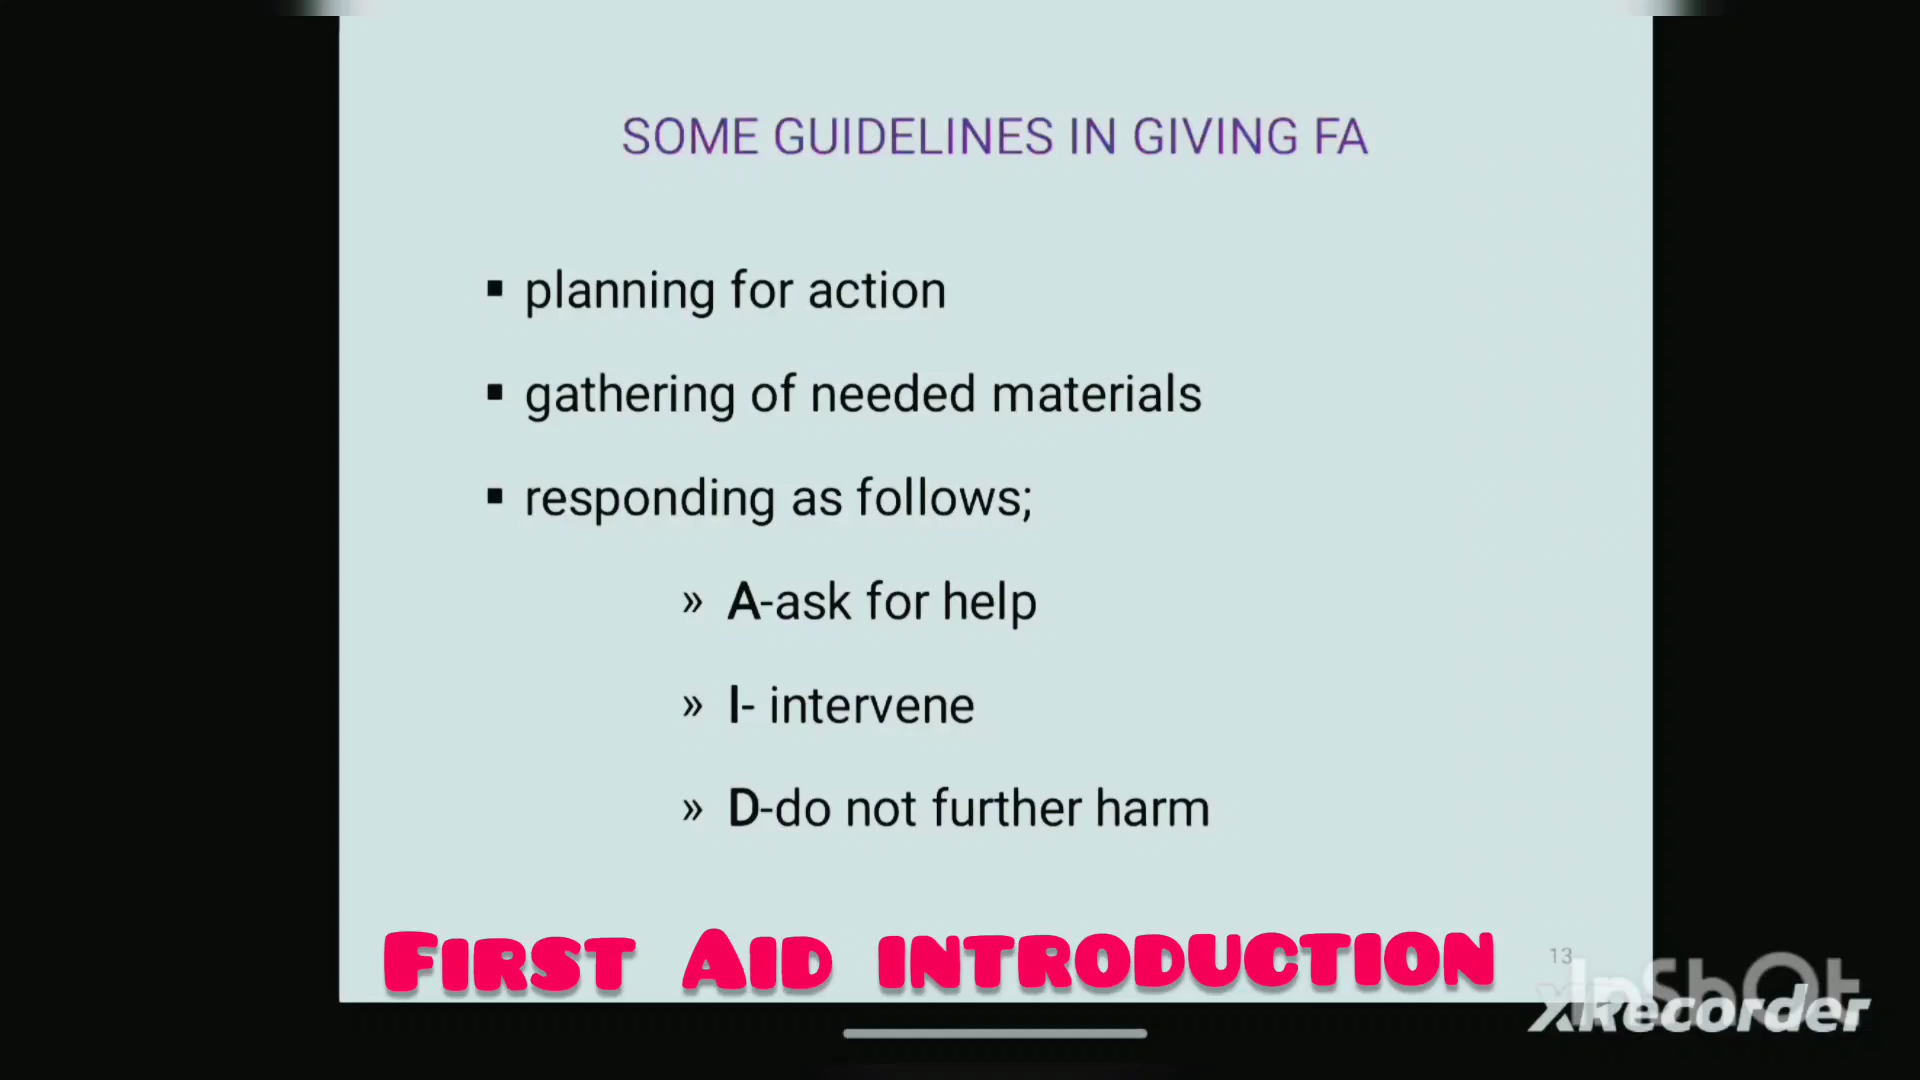 SOME GUIDELINES IN GIVING FA
▪ planning for action
▪ gathering of needed materials
▪ responding as follows;
» A-ask for help
» I- intervene
» D-do not further harm
First Aid introduction
13
InShOt
XRecorder